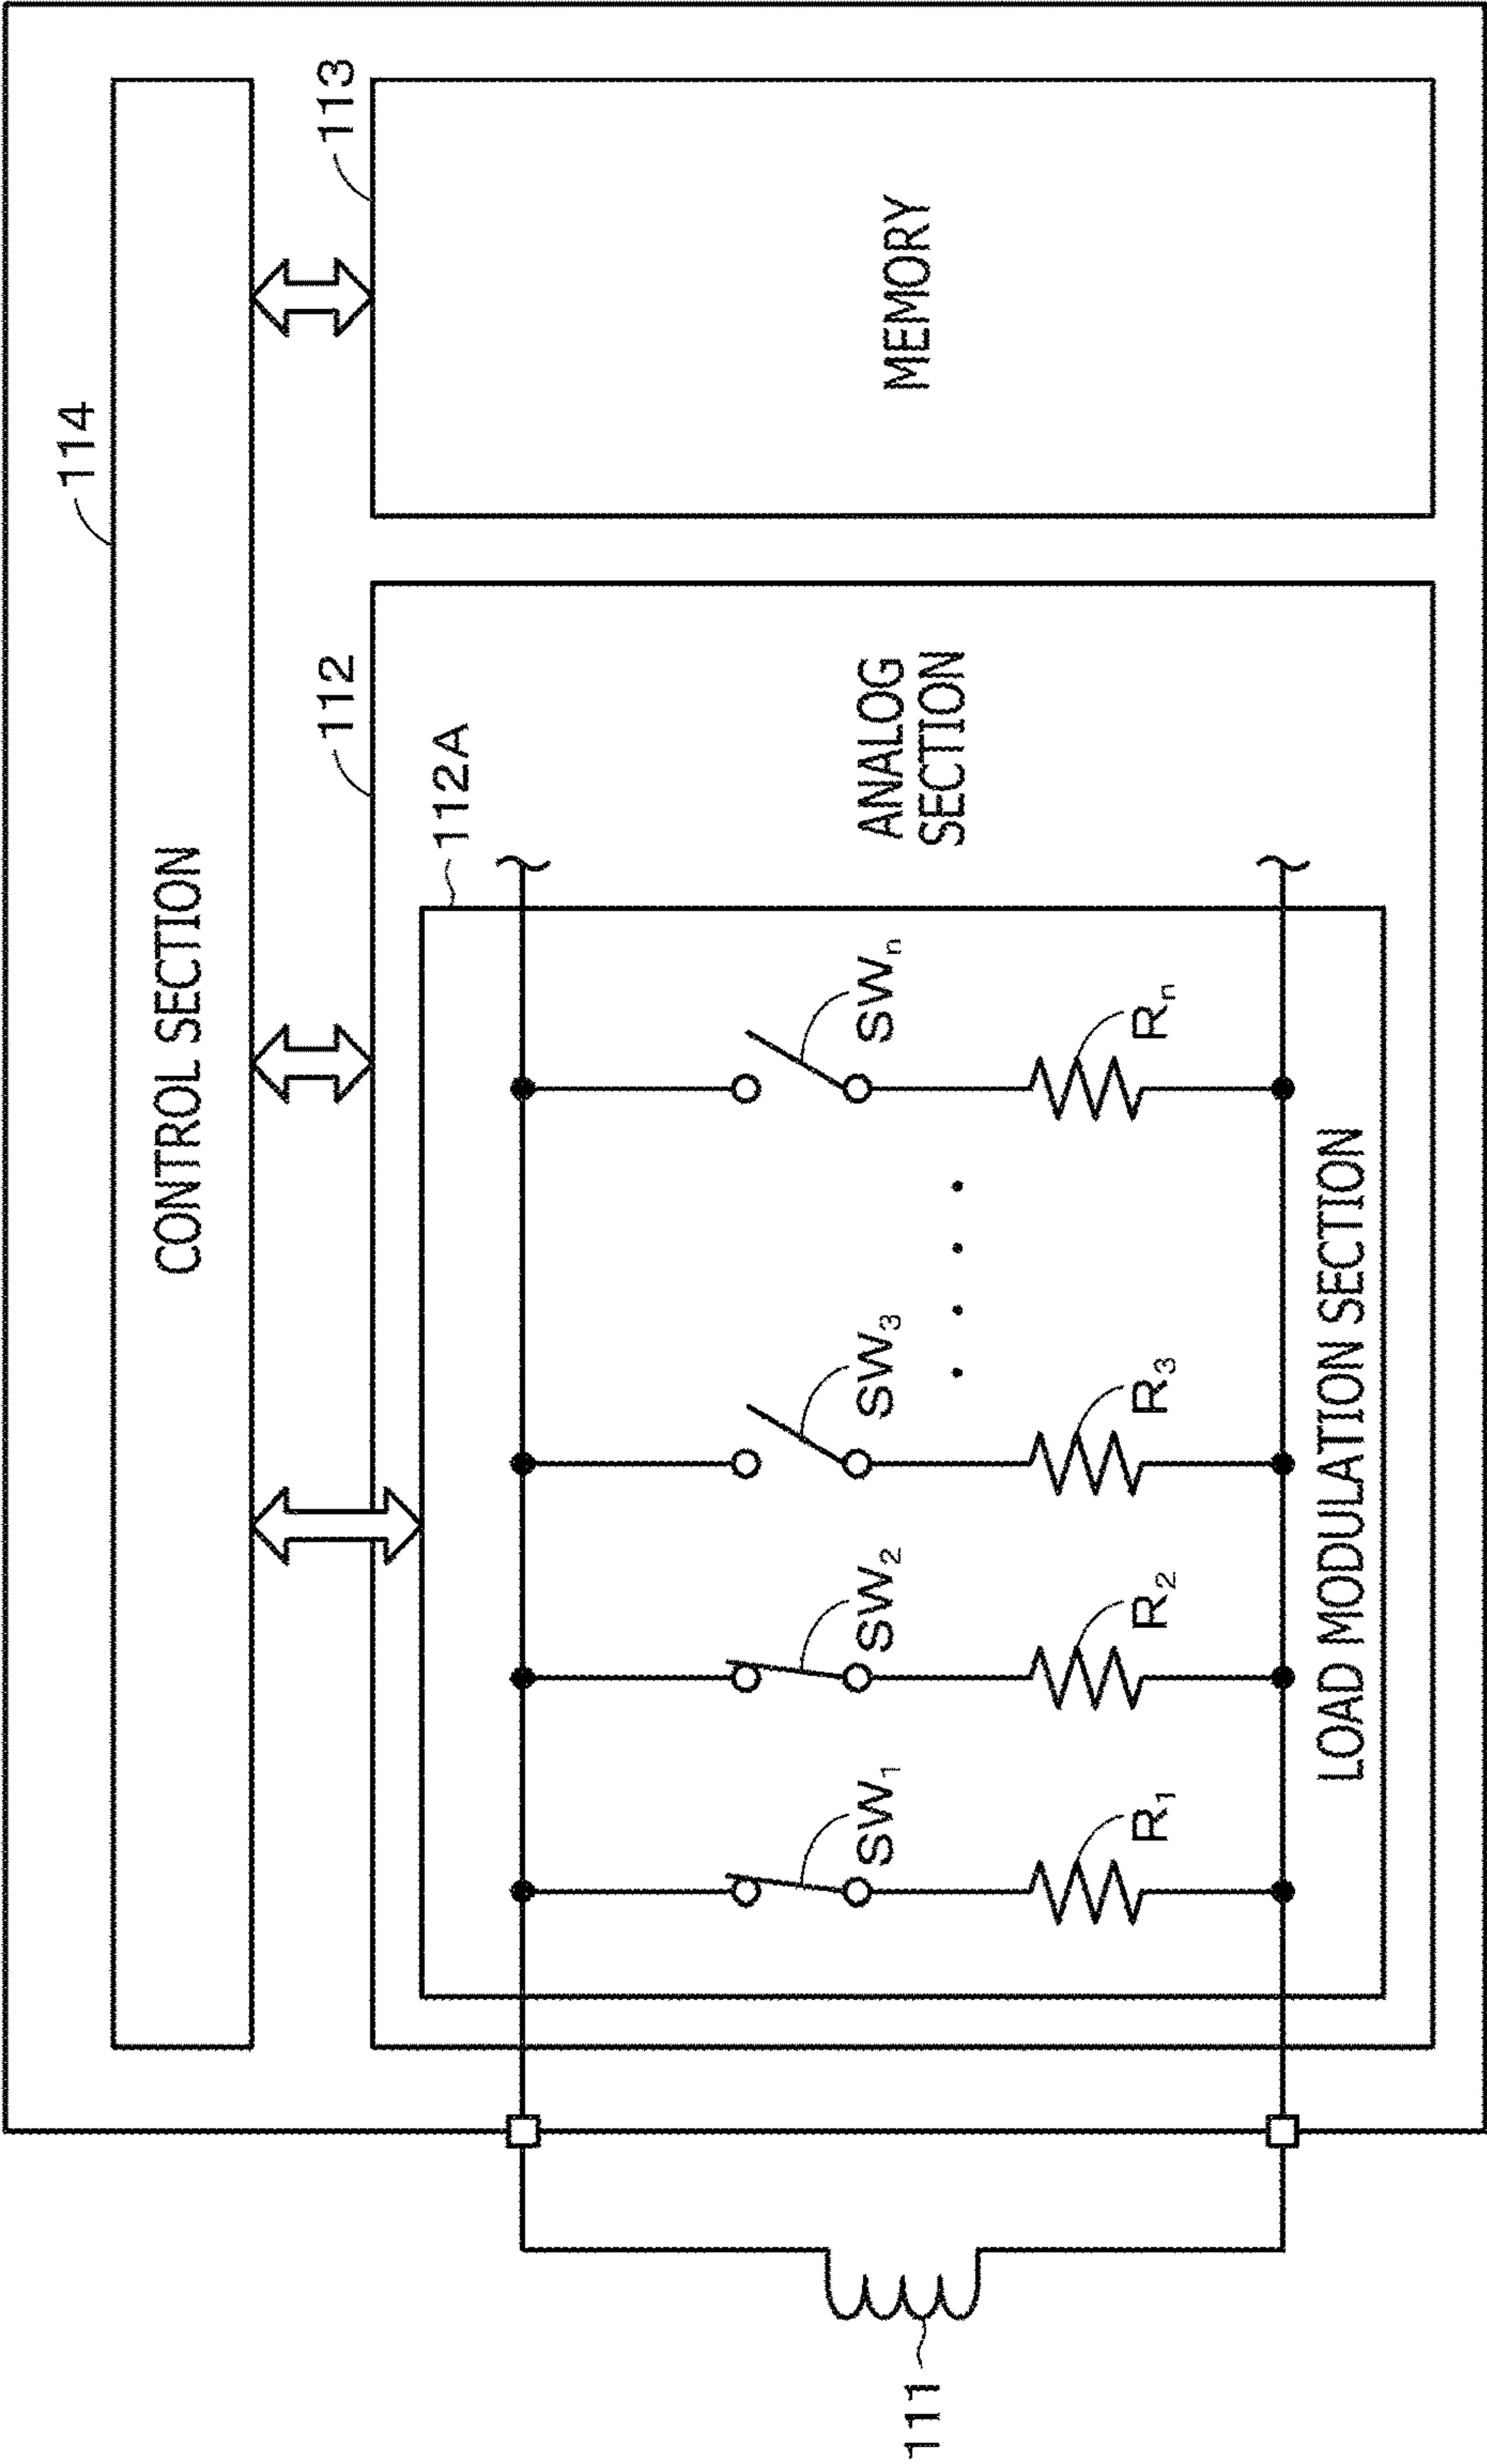 114
CONTROL SECTION
113
MEMORY
112
112A
ANALOG
SECTION
SW₁
SW₂
SW₃
SWₙ
R₁
R₂
R₃
Rₙ
LOAD MODULATION SECTION
111